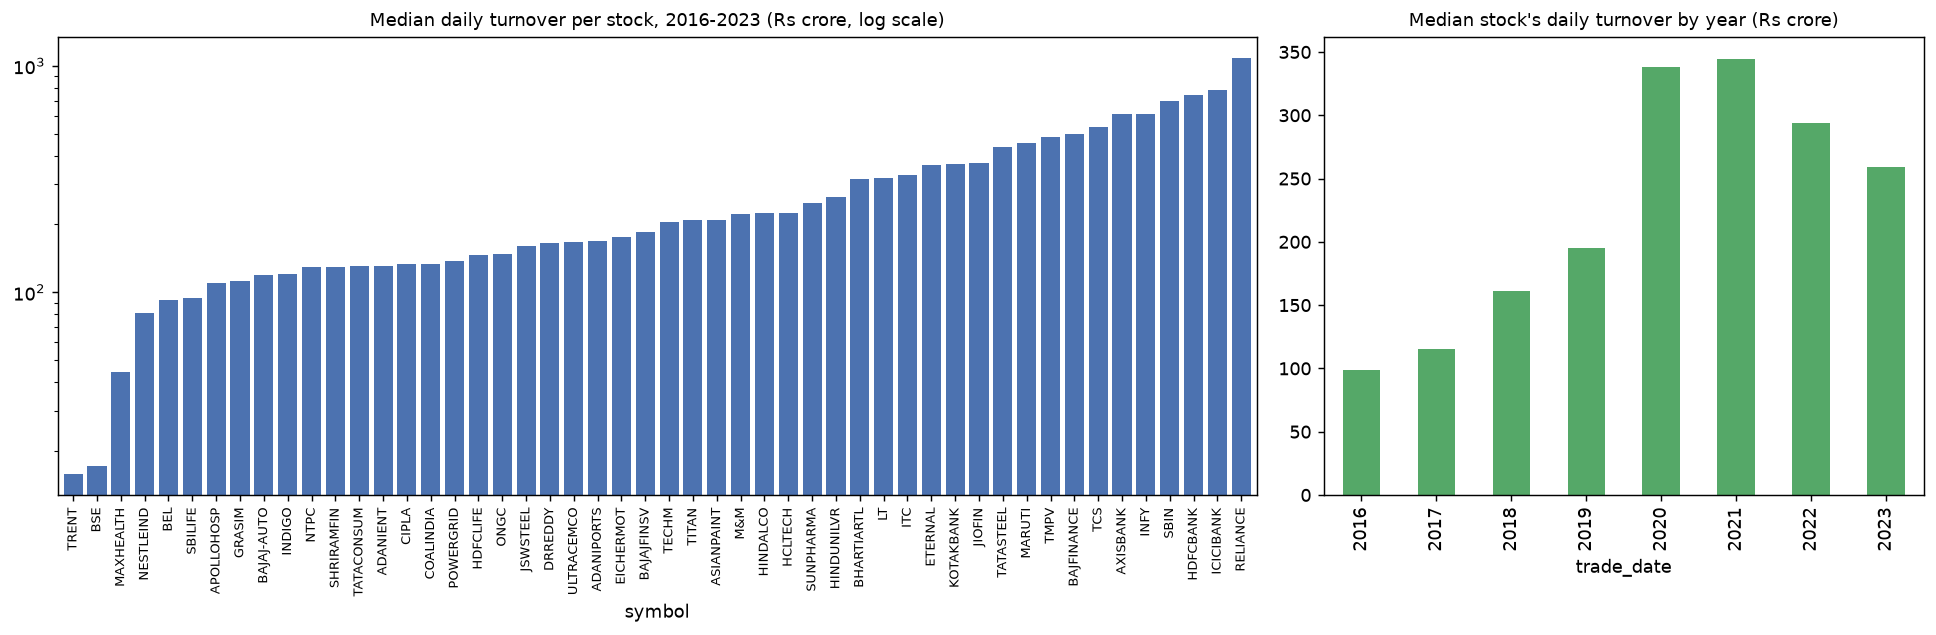 Median daily turnover per stock, 2016-2023 (Rs crore, log scale)
10³
10²
TRENT
BSE
MAXHEALTH
NESTLEIND
BEL
SBILIFE
APOLLOHOSP
GRASIM
BAJAJ-AUTO
INDIGO
NTPC
SHRIRAMFIN
TATACONSUM
ADANIENT
CIPLA
COALINDIA
POWERGRID
HDFCLIFE
ONGC
JSWSTEEL
DRREDDY
ULTRACEMCO
ADANIPORTS
EICHERMOT
BAJAJFINSV
TECHM
TITAN
ASIANPAINT
M&M
HINDALCO
HCLTECH
SUNPHARMA
HINDUNILVR
BHARTIARTL
LT
ITC
ETERNAL
KOTAKBANK
JIOFIN
TATASTEEL
MARUTI
TMPV
BAJFINANCE
TCS
AXISBANK
INFY
SBIN
HDFCBANK
ICICIBANK
RELIANCE
symbol
Median stock's daily turnover by year (Rs crore)
350
300
250
200
150
100
50
0
2016
2017
2018
2019
2020
2021
2022
2023
trade_date